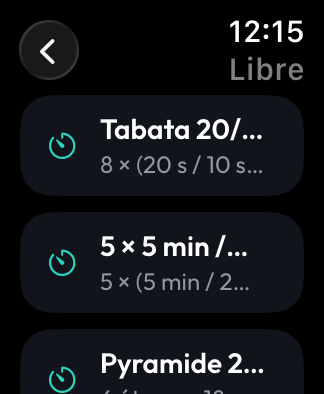 12:15
Libre
Tabata 20/...
8 × (20 s / 10 s...
5 × 5 min /...
5 × (5 min / 2...
Pyramide 2...